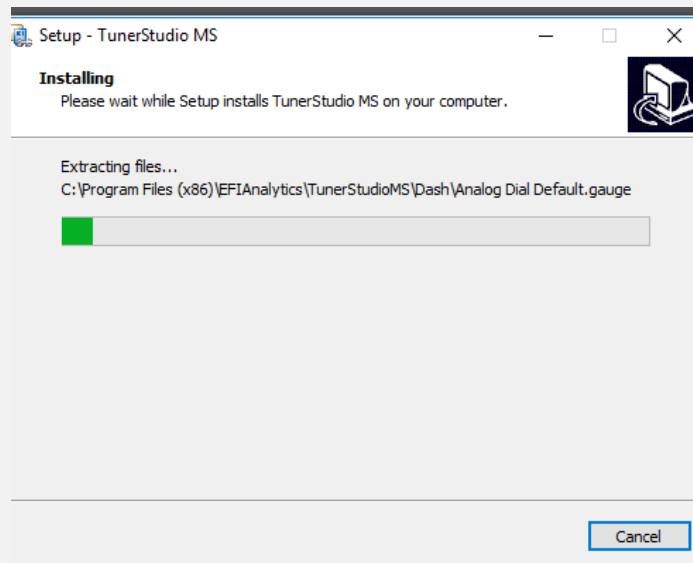 Setup - TunerStudio MS
Installing
Please wait while Setup installs TunerStudio MS on your computer.
Extracting files...
C:\Program Files (x86)\EFIAnalytics\TunerStudioMS\Dash\Analog Dial Default.gauge
Cancel